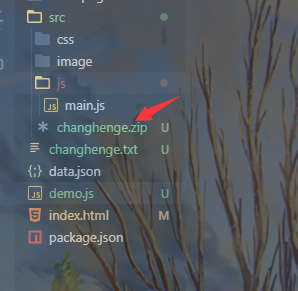 src
css
image
js
JS main.js
changhenge.zip U
changhenge.txt U
{} data.json
JS demo.js U
index.html M
package.json